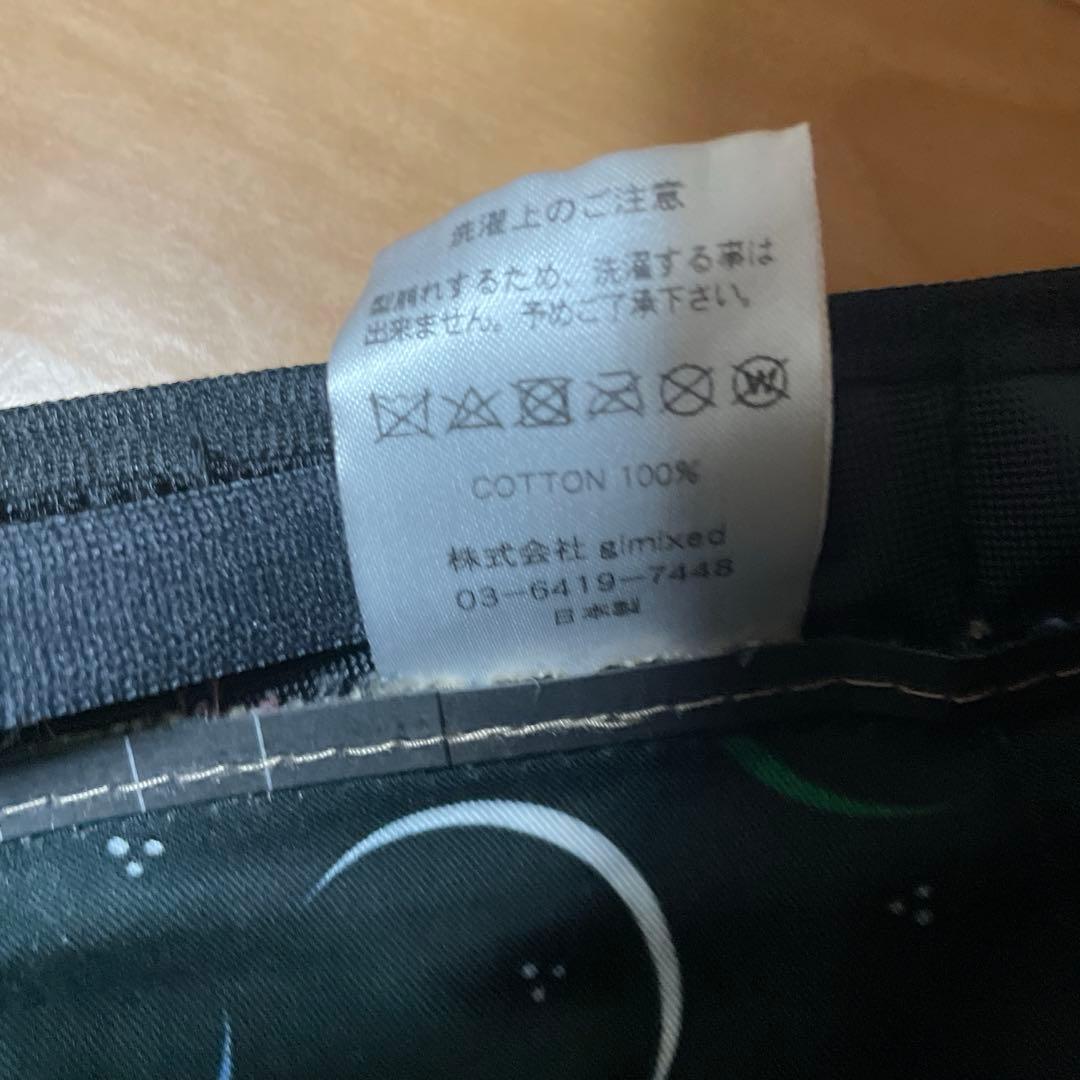 洗濯上のご注意
型崩れするため、洗濯する事は
出来ません。予めご了承下さい。
W
COTTON 100%
株式会社 gimixed
03-6419-7448
日本製